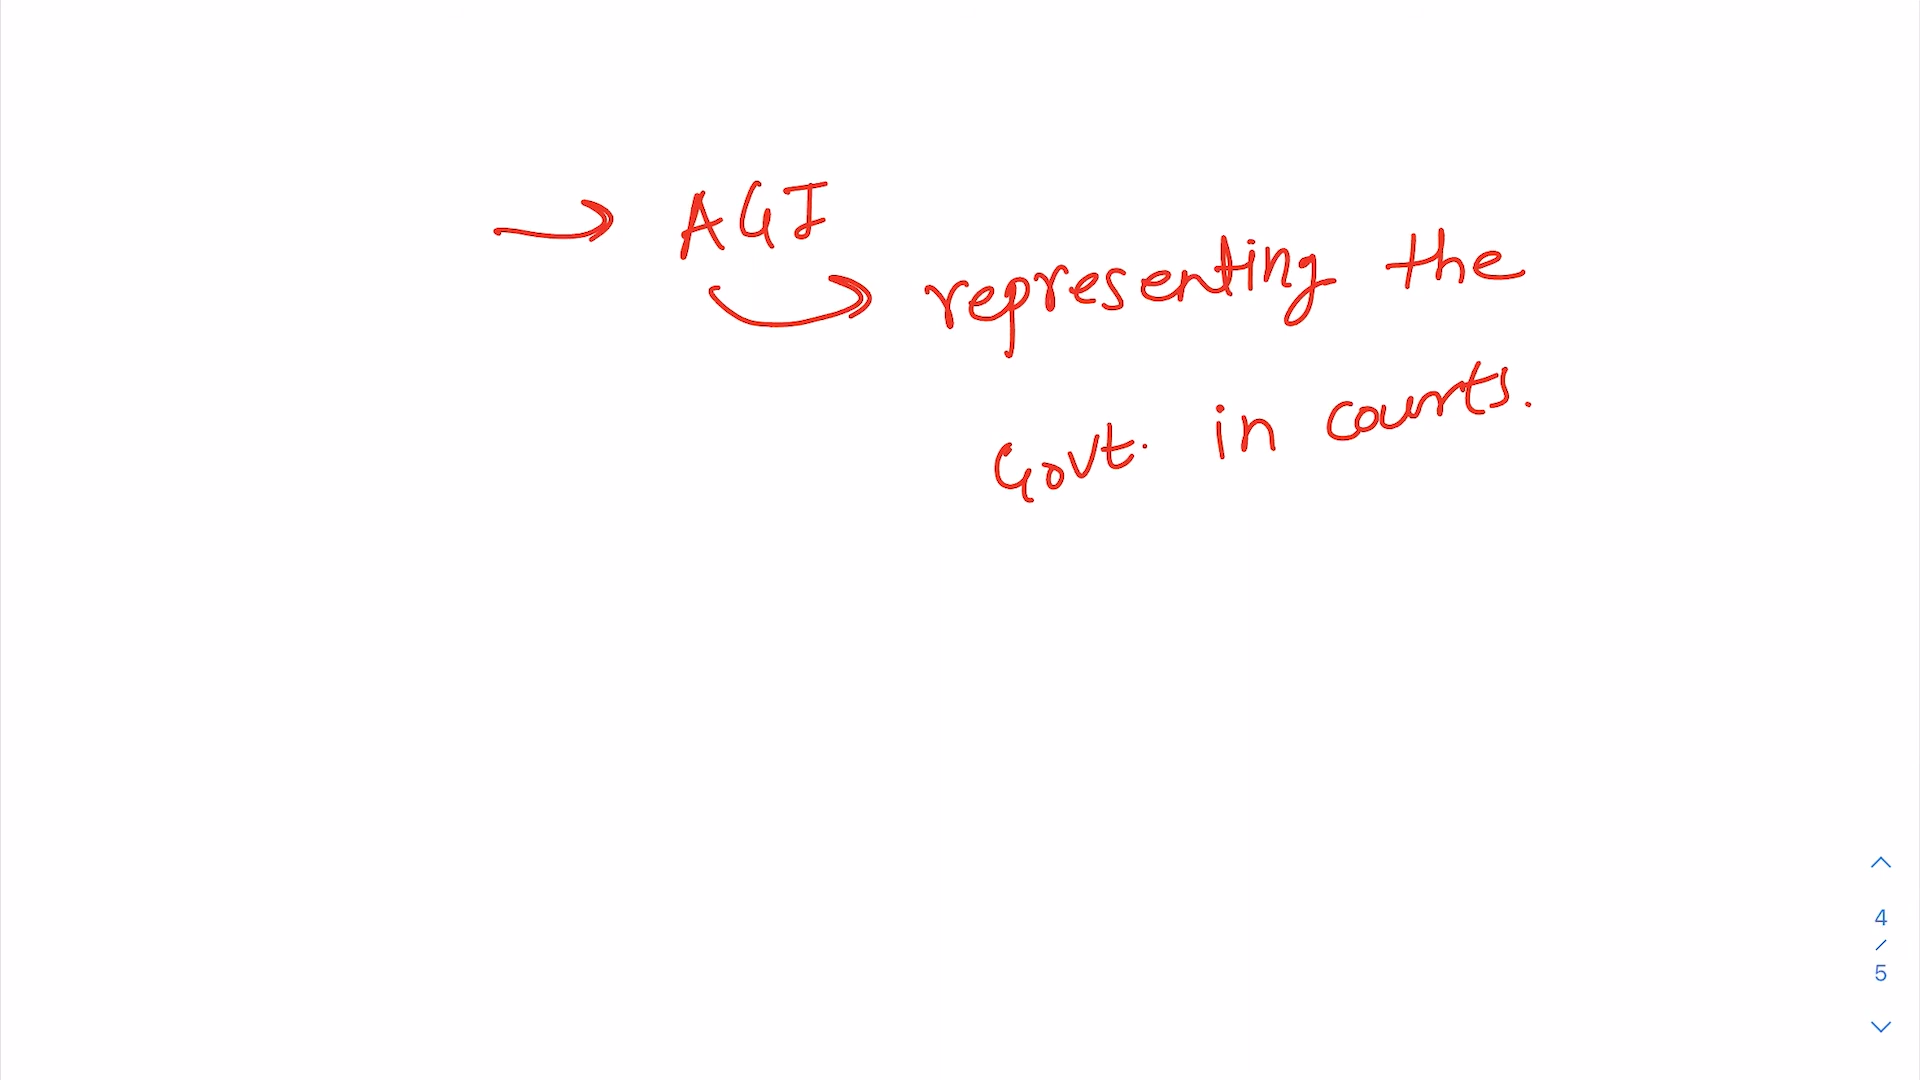 → AGI
→ representing the
Govt. in courts.
4
/
5